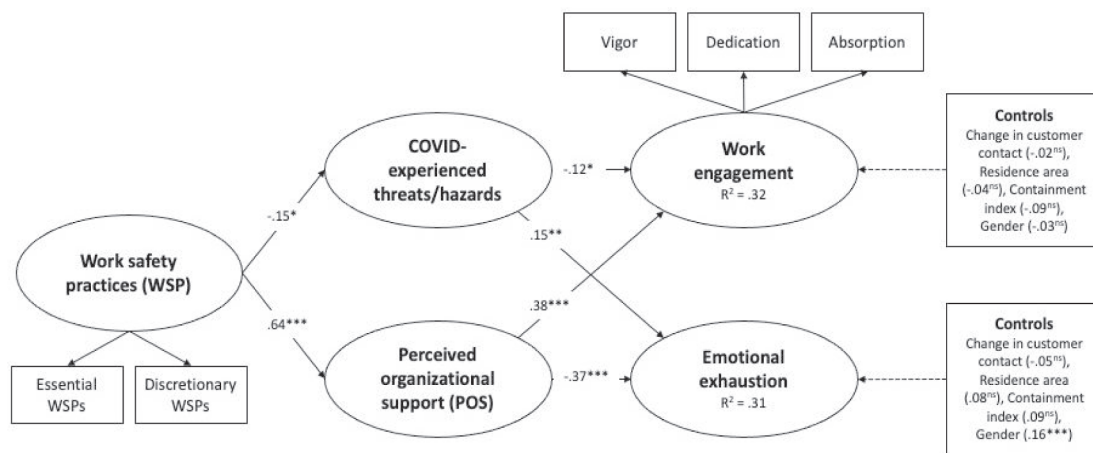 Vigor
Dedication
Absorption
COVID-
experienced
threats/hazards
-.12*
Work
engagement
R² = .32
Controls
Change in customer
contact (-.02ⁿˢ),
Residence area
(-.04ⁿˢ), Containment
index (-.09ⁿˢ),
Gender (-.03ⁿˢ)
-.15*
.15**
Work safety
practices (WSP)
.64***
.38***
Essential
WSPs
Discretionary
WSPs
Perceived
organizational
support (POS)
-.37***
Emotional
exhaustion
R² = .31
Controls
Change in customer
contact (-.05ⁿˢ),
Residence area
(.08ⁿˢ), Containment
index (.09ⁿˢ),
Gender (.16***)